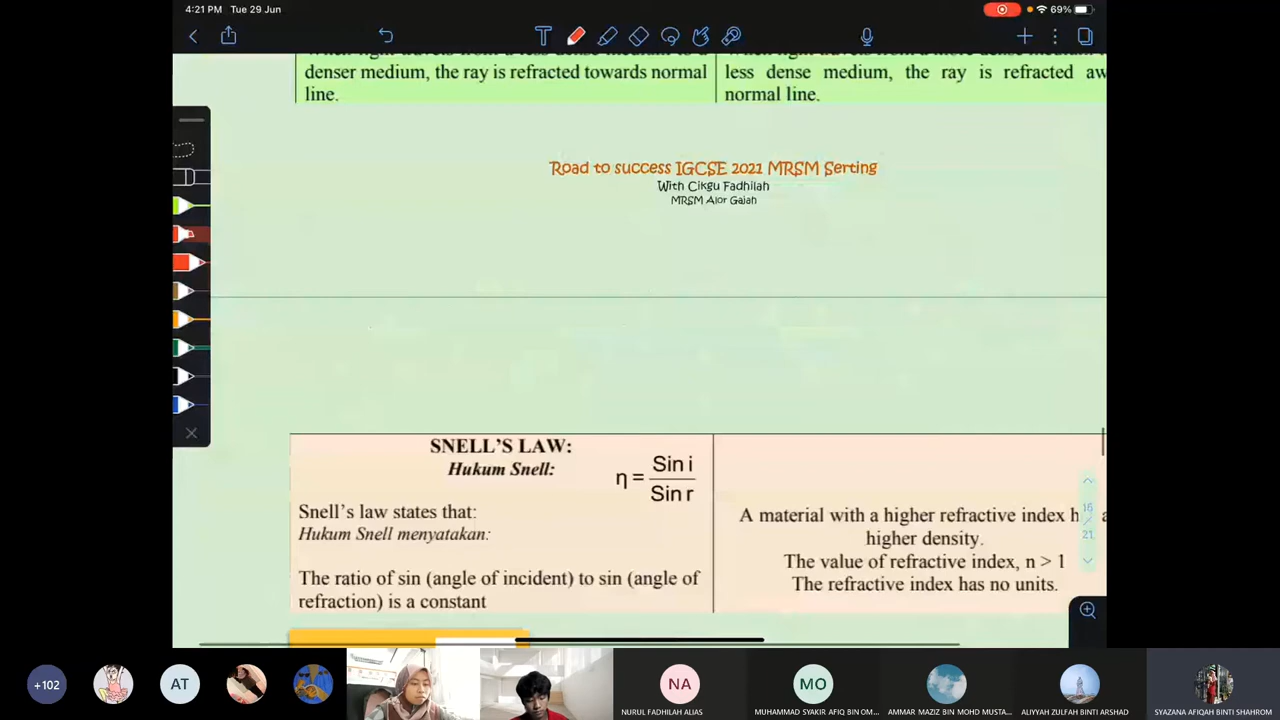 4:21 PM Tue 29 Jun
69%
denser medium, the ray is refracted towards normal
line.
less dense medium, the ray is refracted aw
normal line.
Road to success IGCSE 2021 MRSM Serting
With Cikgu Fadhilah
MRSM Alor Gajah
SNELL'S LAW:
Hukum Snell:
η = Sin i / Sin r
Snell's law states that:
Hukum Snell menyatakan:
The ratio of sin (angle of incident) to sin (angle of
refraction) is a constant
A material with a higher refractive index h
higher density.
The value of refractive index, n > 1
The refractive index has no units.
16
21
+102
AT
NA
MO
NURUL FADHILAH ALIAS
MUHAMMAD SYAKIR AFIQ BIN OM...
AMMAR MAZIZ BIN MOHD MUSTA...
ALIYYAH ZULFAH BINTI ARSHAD
SYAZANA AFIQAH BINTI SHAHROM